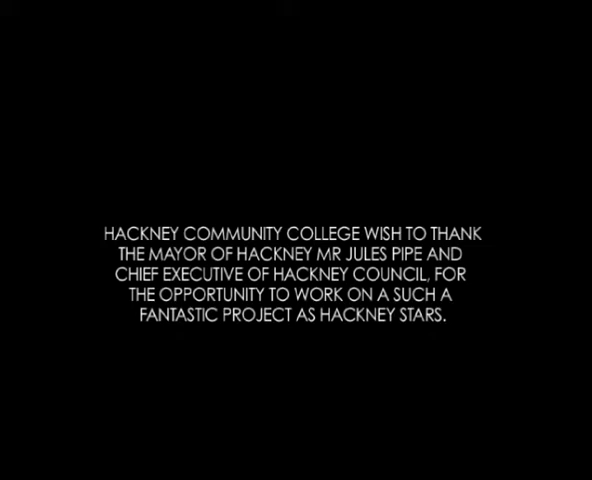 HACKNEY COMMUNITY COLLEGE WISH TO THANK
THE MAYOR OF HACKNEY MR JULES PIPE AND
CHIEF EXECUTIVE OF HACKNEY COUNCIL, FOR
THE OPPORTUNITY TO WORK ON A SUCH A
FANTASTIC PROJECT AS HACKNEY STARS.